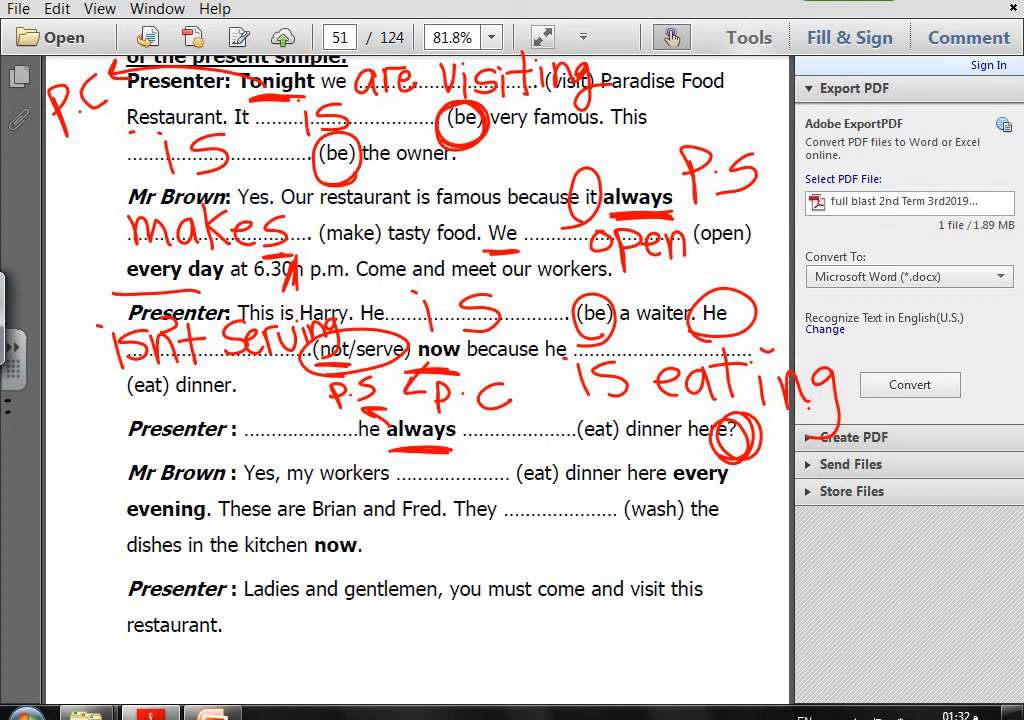 File Edit View Window Help
Open 51 / 124 81.8% Tools Fill & Sign Comment
Sign In
Export PDF
Adobe ExportPDF
Convert PDF files to Word or Excel
online.
Select PDF File:
full blast 2nd Term 3rd2019...
1 file / 1.89 MB
Convert To:
Microsoft Word (*.docx)
Recognize Text in English(U.S.)
Change
Convert
Create PDF
Send Files
Store Files
of the present simple.
P.C Presenter: Tonight we are visiting (visit) Paradise Food
Restaurant. It ............ is ............ (be) very famous. This
............ is ............ (be) the owner.
Mr Brown: Yes. Our restaurant is famous because it always P.S
makes ............ (make) tasty food. We ............ open ............ (open)
every day at 6.30 p.m. Come and meet our workers.
Presenter: This is Harry. He ............ is ............ (be) a waiter. He
isn't serving (not/serve) now because he ............ is eating
P.S P.C
(eat) dinner.
Presenter : ....................he always .....................(eat) dinner here?
Mr Brown : Yes, my workers ..................... (eat) dinner here every
evening. These are Brian and Fred. They ..................... (wash) the
dishes in the kitchen now.
Presenter : Ladies and gentlemen, you must come and visit this
restaurant.
EN